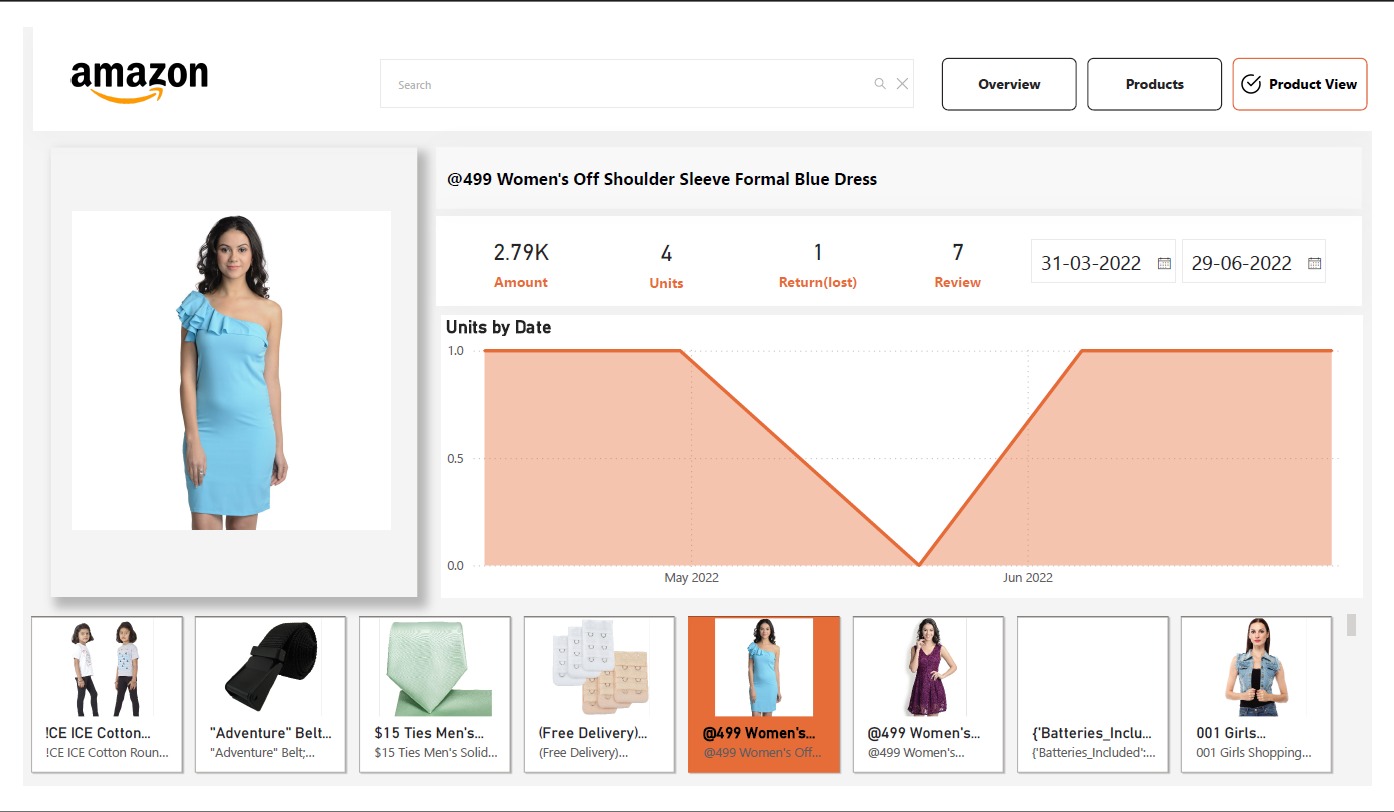 amazon
Search
Overview
Products
Product View
@499 Women's Off Shoulder Sleeve Formal Blue Dress
2.79K
Amount
4
Units
1
Return(lost)
7
Review
31-03-2022
29-06-2022
Units by Date
1.0
0.5
0.0
May 2022
Jun 2022
!CE ICE Cotton...
!CE ICE Cotton Roun...
"Adventure" Belt...
"Adventure" Belt;...
$15 Ties Men's...
$15 Ties Men's Solid...
(Free Delivery)...
(Free Delivery)...
@499 Women's...
@499 Women's Off...
@499 Women's...
@499 Women's...
{'Batteries_Inclu...
{'Batteries_Included':...
001 Girls...
001 Girls Shopping...